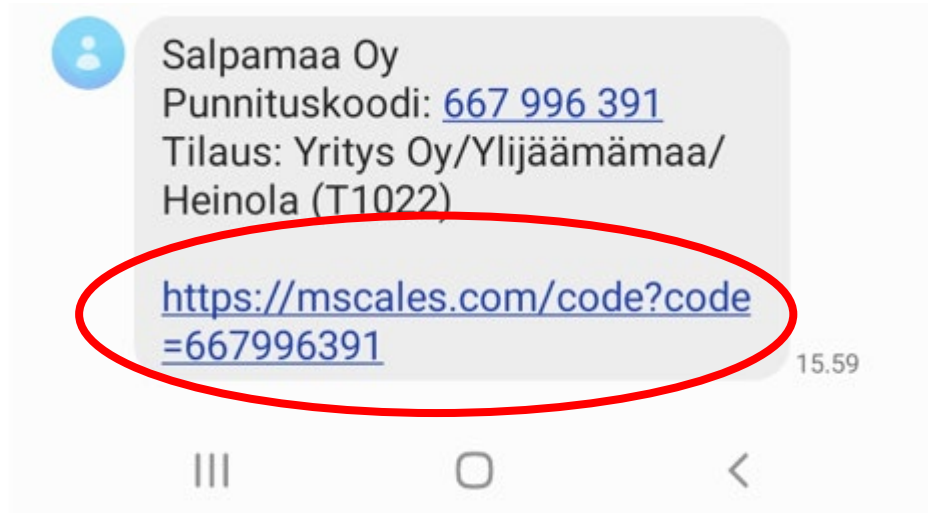 Salpamaa Oy
Punnituskoodi: 667 996 391
Tilaus: Yritys Oy/Ylijäämämaa/
Heinola (T1022)
https://mscales.com/code?code
=667996391
15.59